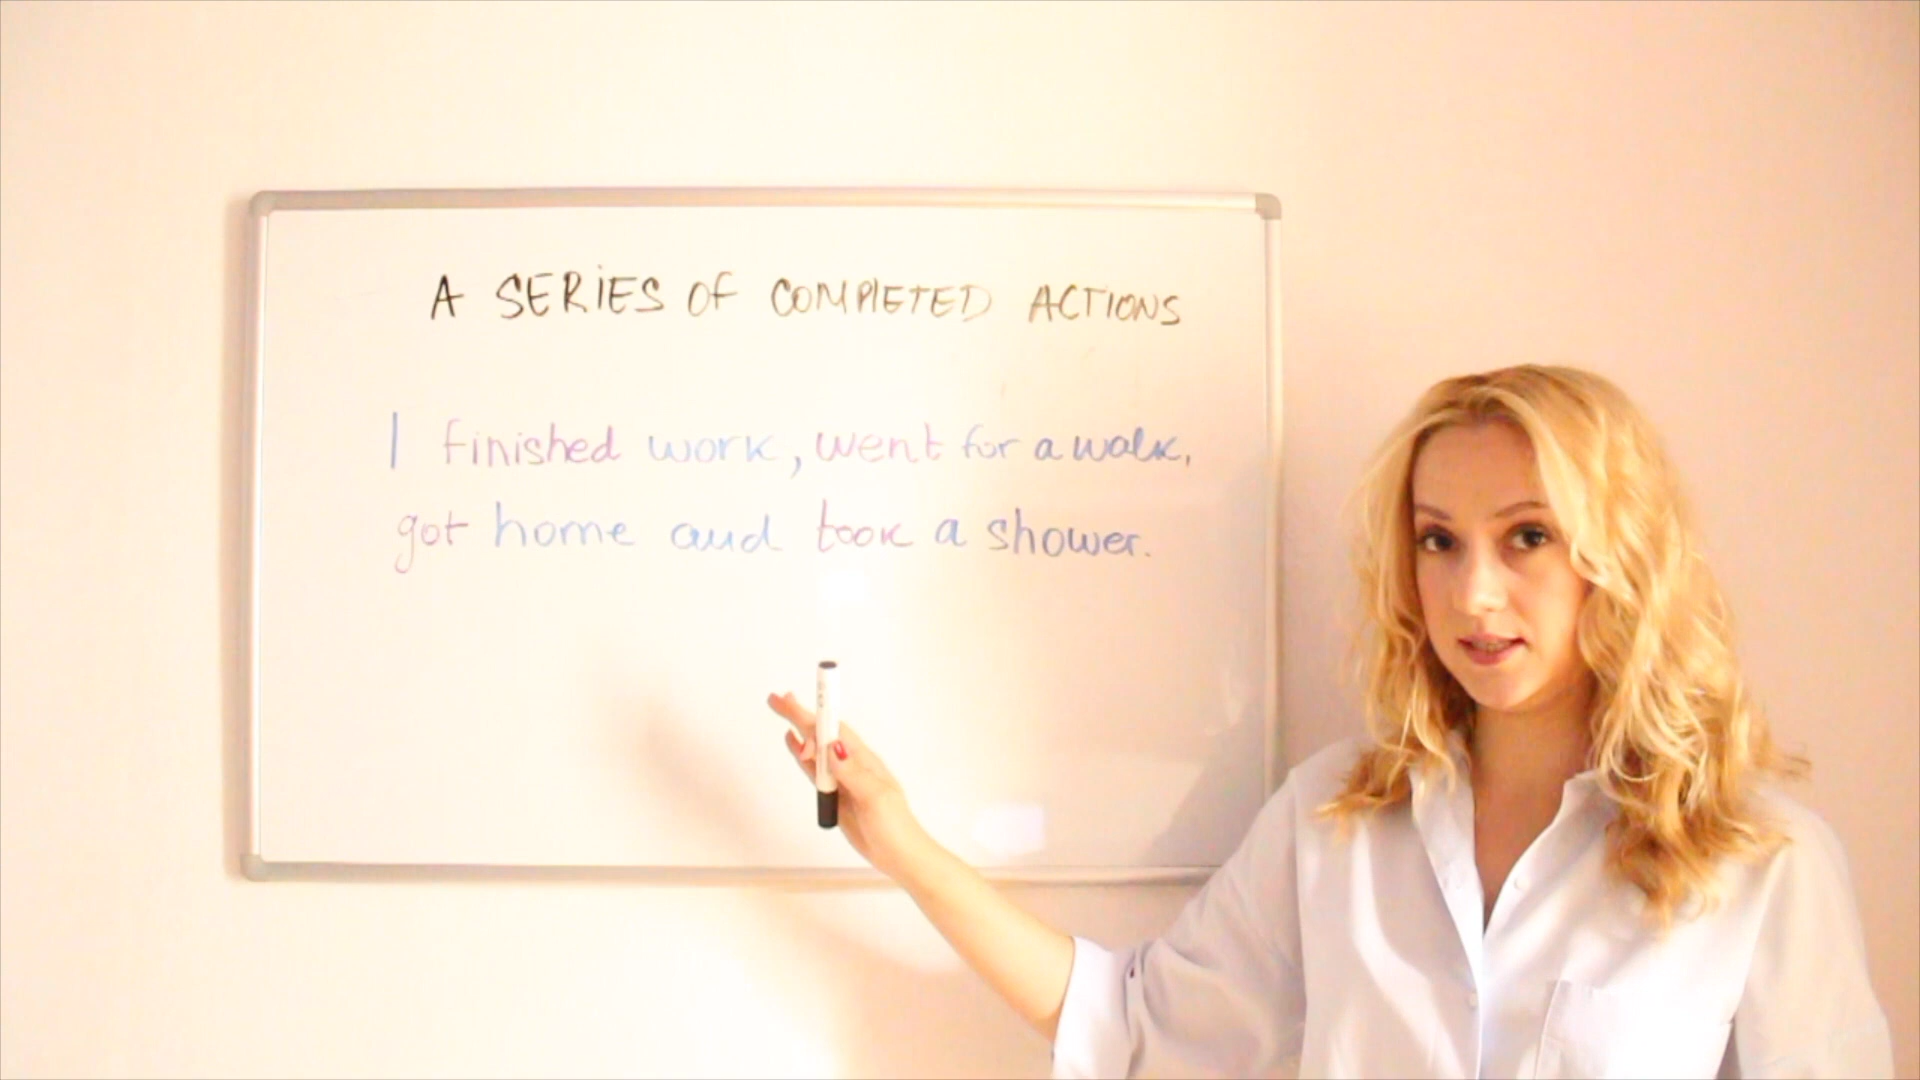 A SERIES OF COMPLETED ACTIONS
I finished work, went for a walk,
got home and took a shower.